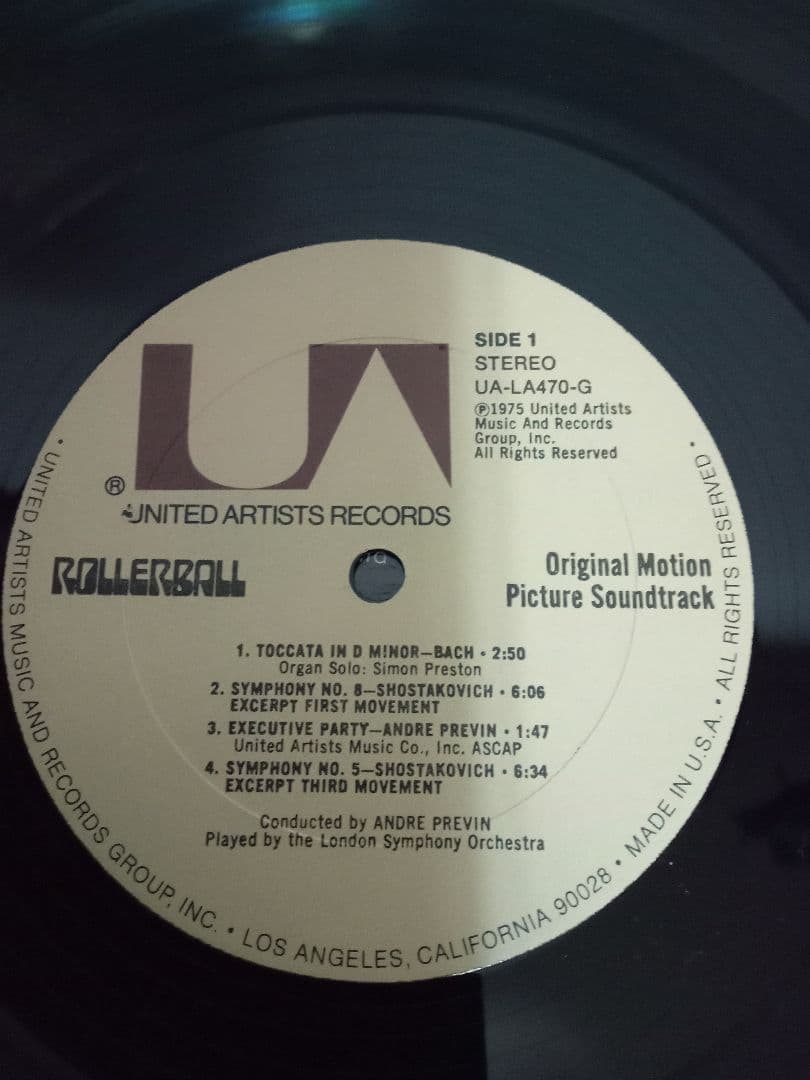 UA
®
UNITED ARTISTS RECORDS
SIDE 1
STEREO
UA-LA470-G
℗1975 United Artists
Music And Records
Group, Inc.
All Rights Reserved
ROLLERBALL
Original Motion
Picture Soundtrack
1. TOCCATA IN D MINOR—BACH • 2:50
Organ Solo: Simon Preston
2. SYMPHONY NO. 8—SHOSTAKOVICH • 6:06
EXCERPT FIRST MOVEMENT
3. EXECUTIVE PARTY—ANDRE PREVIN • 1:47
United Artists Music Co., Inc. ASCAP
4. SYMPHONY NO. 5—SHOSTAKOVICH • 6:34
EXCERPT THIRD MOVEMENT
Conducted by ANDRE PREVIN
Played by the London Symphony Orchestra
• UNITED ARTISTS MUSIC AND RECORDS GROUP, INC. • LOS ANGELES, CALIFORNIA 90028 • MADE IN U.S.A. • ALL RIGHTS RESERVED •